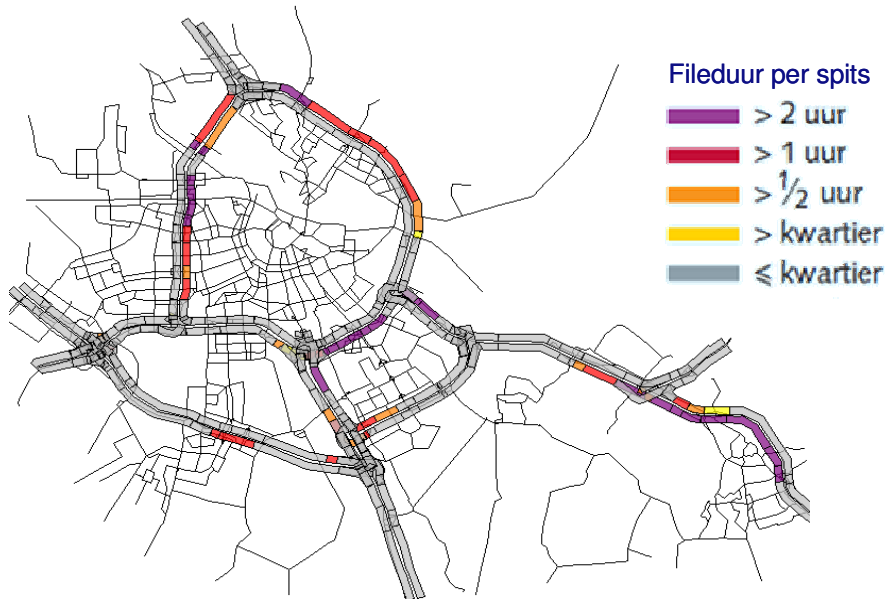 Fileduur per spits
> 2 uur
> 1 uur
> 1/2 uur
> kwartier
⩽ kwartier